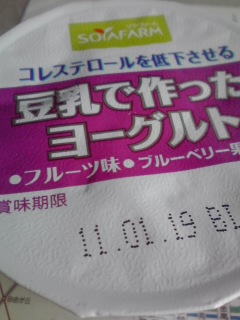 SOYAFARM
コレステロールを低下させる
豆乳で作った
ヨーグルト
●フルーツ味 ●ブルーベリー果
賞味期限
11.01.19